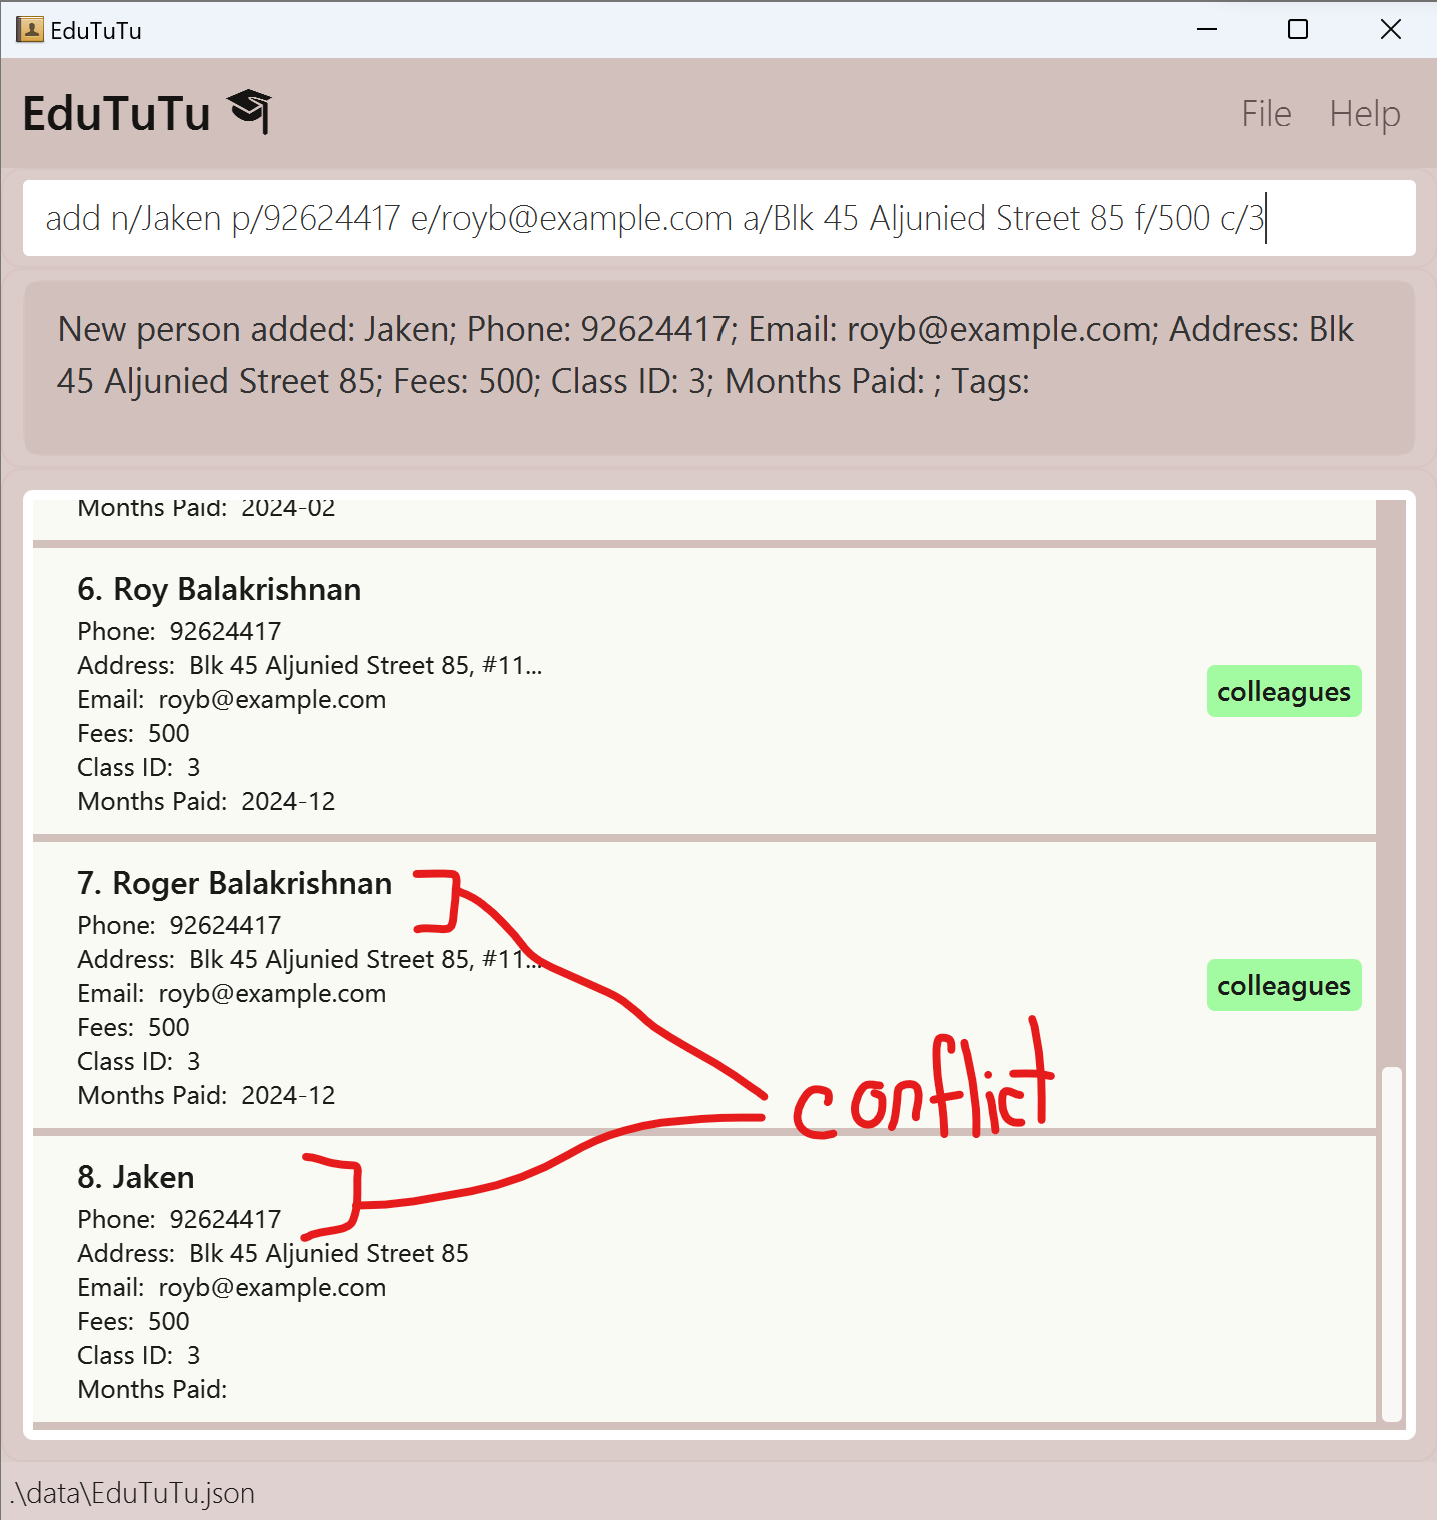 EduTuTu
EduTuTu
File Help
add n/Jaken p/92624417 e/royb@example.com a/Blk 45 Aljunied Street 85 f/500 c/3
New person added: Jaken; Phone: 92624417; Email: royb@example.com; Address: Blk
45 Aljunied Street 85; Fees: 500; Class ID: 3; Months Paid: ; Tags:
Months Paid: 2024-02
6. Roy Balakrishnan
Phone: 92624417
Address: Blk 45 Aljunied Street 85, #11...
Email: royb@example.com
Fees: 500
Class ID: 3
Months Paid: 2024-12
colleagues
7. Roger Balakrishnan
Phone: 92624417
Address: Blk 45 Aljunied Street 85, #11...
Email: royb@example.com
Fees: 500
Class ID: 3
Months Paid: 2024-12
colleagues
conflict
8. Jaken
Phone: 92624417
Address: Blk 45 Aljunied Street 85
Email: royb@example.com
Fees: 500
Class ID: 3
Months Paid:
.\data\EduTuTu.json